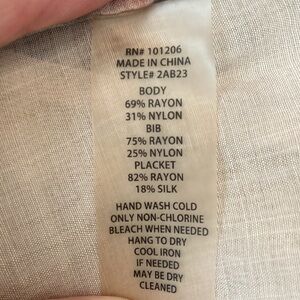 RN# 101206
MADE IN CHINA
STYLE# 2AB23
BODY
69% RAYON
31% NYLON
BIB
75% RAYON
25% NYLON
PLACKET
82% RAYON
18% SILK
HAND WASH COLD
ONLY NON-CHLORINE
BLEACH WHEN NEEDED
HANG TO DRY
COOL IRON
IF NEEDED
MAY BE DRY
CLEANED